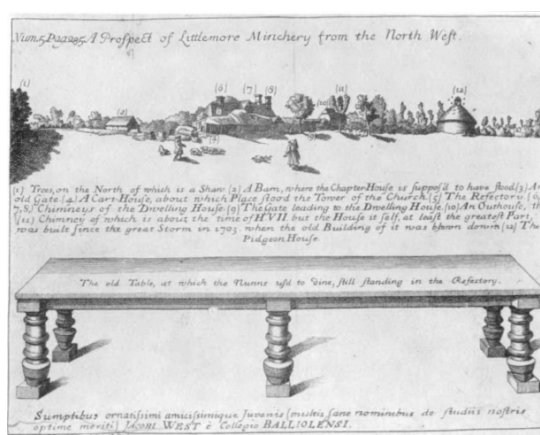 Num. 5. Pag. 285. A Prospect of Littlemore Minchery from the North West.
(1)
(2)
(6) (7) (8)
(10)
(11)
(12)
(9)
(1) Trees, on the North of which is a Shaw (2) A Barn, where the Chapter-House is suppos'd to have stood (3) An
old Gate (4) A Cart-House, about which Place stood the Tower of the Church. (5) The Refectory. (6,
7, 8,) Chimneys of the Dwelling House. (9) The Gate leading to the Dwelling House. (10) An Outhouse, the
(11) Chimney of which is about the time of H VII. but the House it self, at least the greatest Part,
was built since the great Storm in 1703. when the old Building of it was blown down (12) The
Pidgeon House.
The old Table, at which the Nunns us'd to dine, still standing in the Refectory.
Sumptibus ornatissimi amicissimique Juvenis (multis sane nominibus de studiis nostris
optime meriti) JACOBI WEST è Collegio BALLIOLENSI.